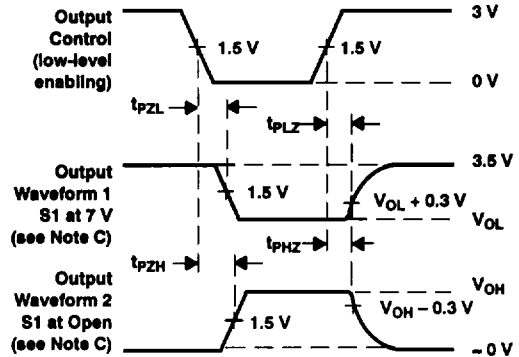 Output
Control
(low-level
enabling)
1.5 V
1.5 V
3 V
0 V
tPZL
tPLZ
Output
Waveform 1
S1 at 7 V
(see Note C)
1.5 V
3.5 V
VOL + 0.3 V
VOL
tPZH
tPHZ
Output
Waveform 2
S1 at Open
(see Note C)
1.5 V
VOH
VOH – 0.3 V
~ 0 V